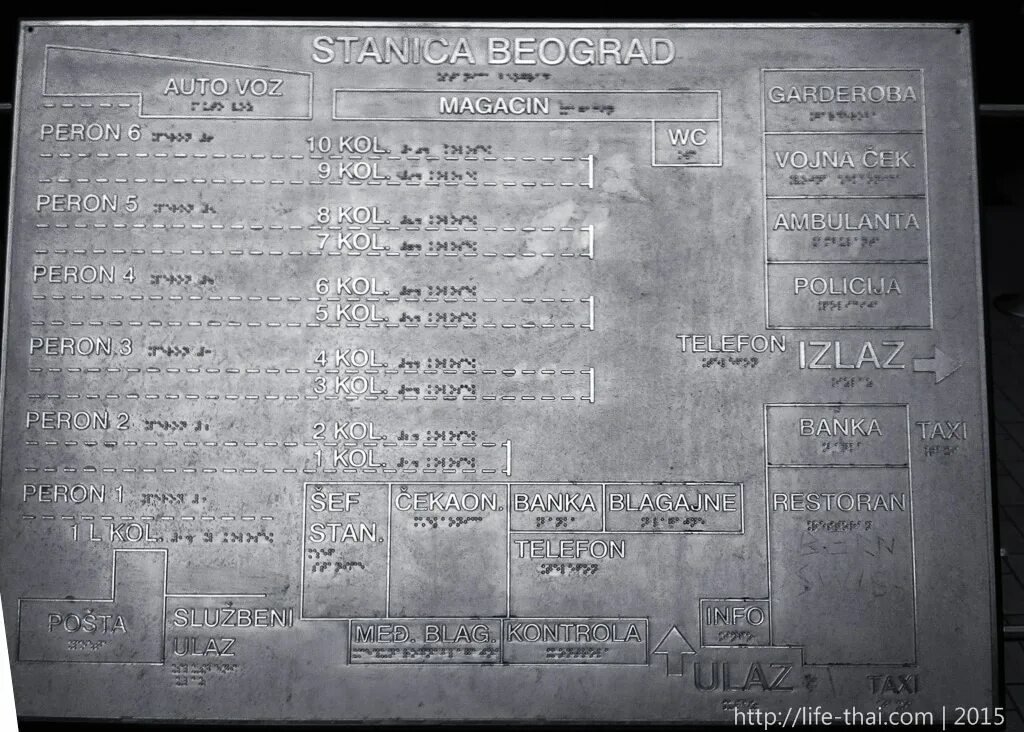 STANICA BEOGRAD
AUTO VOZ
MAGACIN
WC
GARDEROBA
VOJNA ČEK.
AMBULANTA
POLICIJA
PERON 6
10 KOL.
9 KOL.
PERON 5
8 KOL.
7 KOL.
PERON 4
6 KOL.
5 KOL.
PERON 3
4 KOL.
3 KOL.
TELEFON
IZLAZ
PERON 2
2 KOL.
1 KOL.
BANKA
TAXI
PERON 1
1 L KOL.
ŠEF
STAN.
ČEKAON.
BANKA
BLAGAJNE
TELEFON
RESTORAN
POŠTA
SLUŽBENI
ULAZ
MEĐ. BLAG.
KONTROLA
INFO
ULAZ
TAXI
http://life-thai.com | 2015